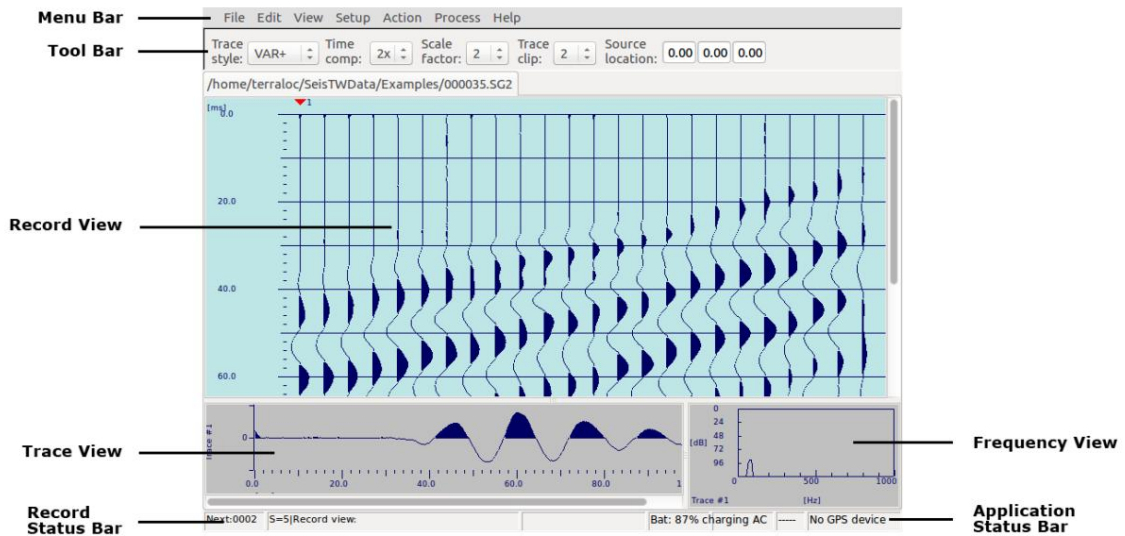 Menu Bar
File Edit View Setup Action Process Help
Tool Bar
Trace style: VAR+ Time comp: 2x Scale factor: 2 Trace clip: 2 Source location: 0.00 0.00 0.00
/home/terraloc/SeisTWData/Examples/000035.SG2
[ms]
1
0.0
20.0
Record View
40.0
60.0
Trace View
Trace #1
0
0.0 20.0 40.0 60.0 80.0 1
0
24
48
[dB]
72
96
0 500 1000
Trace #1 [Hz]
Frequency View
Record Status Bar
Next:0002 S=5|Record view: Bat: 87% charging AC ----- No GPS device
Application Status Bar